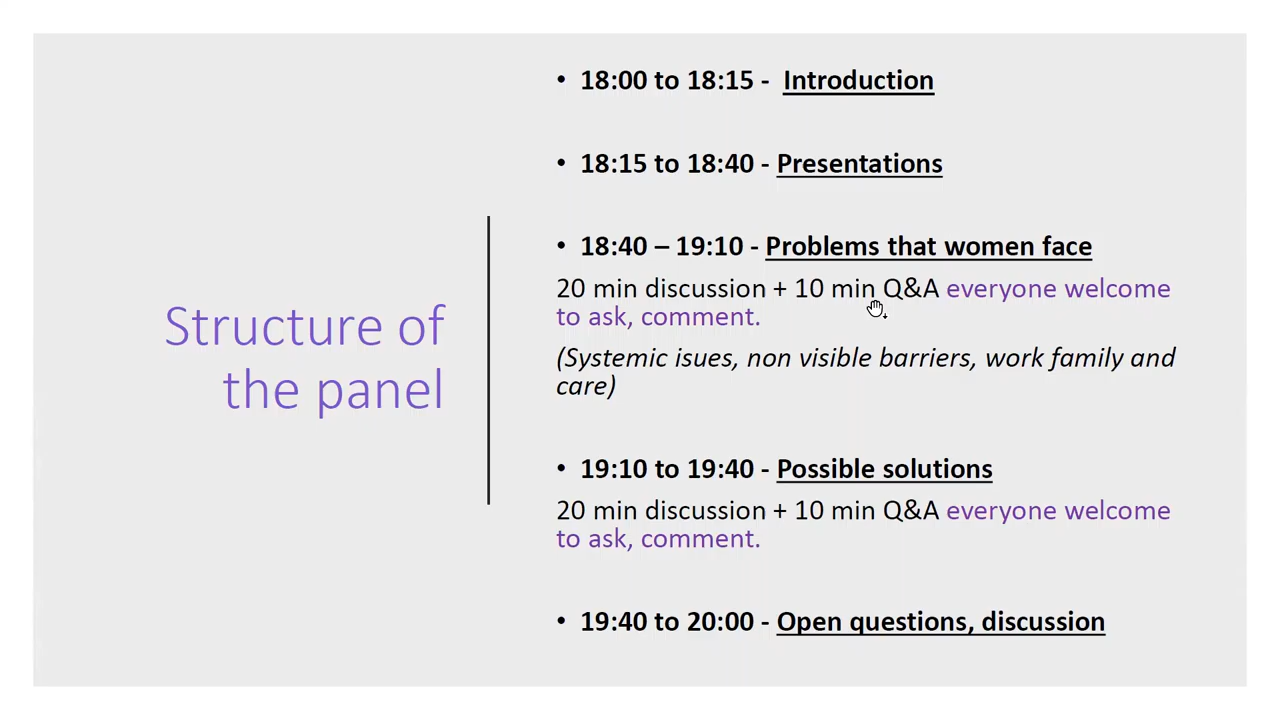 Structure of
the panel
• 18:00 to 18:15 - Introduction
• 18:15 to 18:40 - Presentations
• 18:40 – 19:10 - Problems that women face
20 min discussion + 10 min Q&A everyone welcome
to ask, comment.
(Systemic isues, non visible barriers, work family and
care)
• 19:10 to 19:40 - Possible solutions
20 min discussion + 10 min Q&A everyone welcome
to ask, comment.
• 19:40 to 20:00 - Open questions, discussion